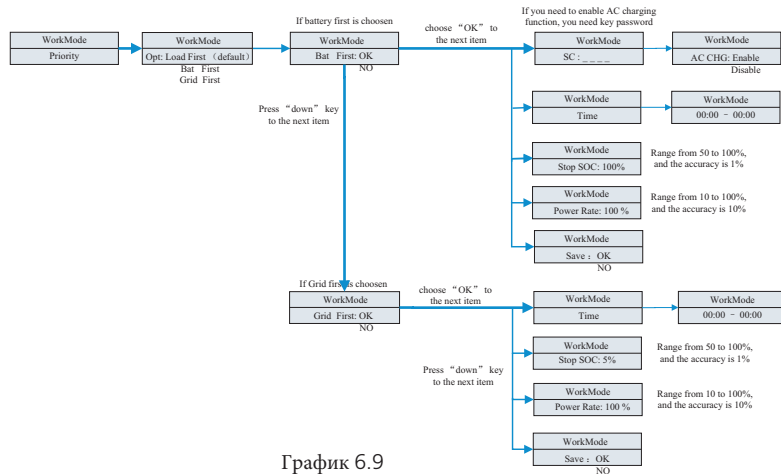 If you need to enable AC charging
function, you need key password
If battery first is choosen
choose “OK” to
the next item
WorkMode
Priority
WorkMode
Opt: Load First (default)
Bat First
Grid First
WorkMode
Bat First: OK
NO
WorkMode
SC : _ _ _ _
WorkMode
AC CHG: Enable
Disable
Press “down” key
to the next item
WorkMode
Time
WorkMode
00:00 - 00:00
WorkMode
Stop SOC: 100%
Range from 50 to 100%,
and the accuracy is 1%
WorkMode
Power Rate: 100 %
Range from 10 to 100%,
and the accuracy is 10%
WorkMode
Save : OK
NO
If Grid first is choosen
choose “OK” to
the next item
WorkMode
Grid First: OK
NO
WorkMode
Time
WorkMode
00:00 - 00:00
WorkMode
Stop SOC: 5%
Range from 50 to 100%,
and the accuracy is 1%
Press “down” key
to the next item
WorkMode
Power Rate: 100 %
Range from 10 to 100%,
and the accuracy is 10%
WorkMode
Save : OK
NO
График 6.9